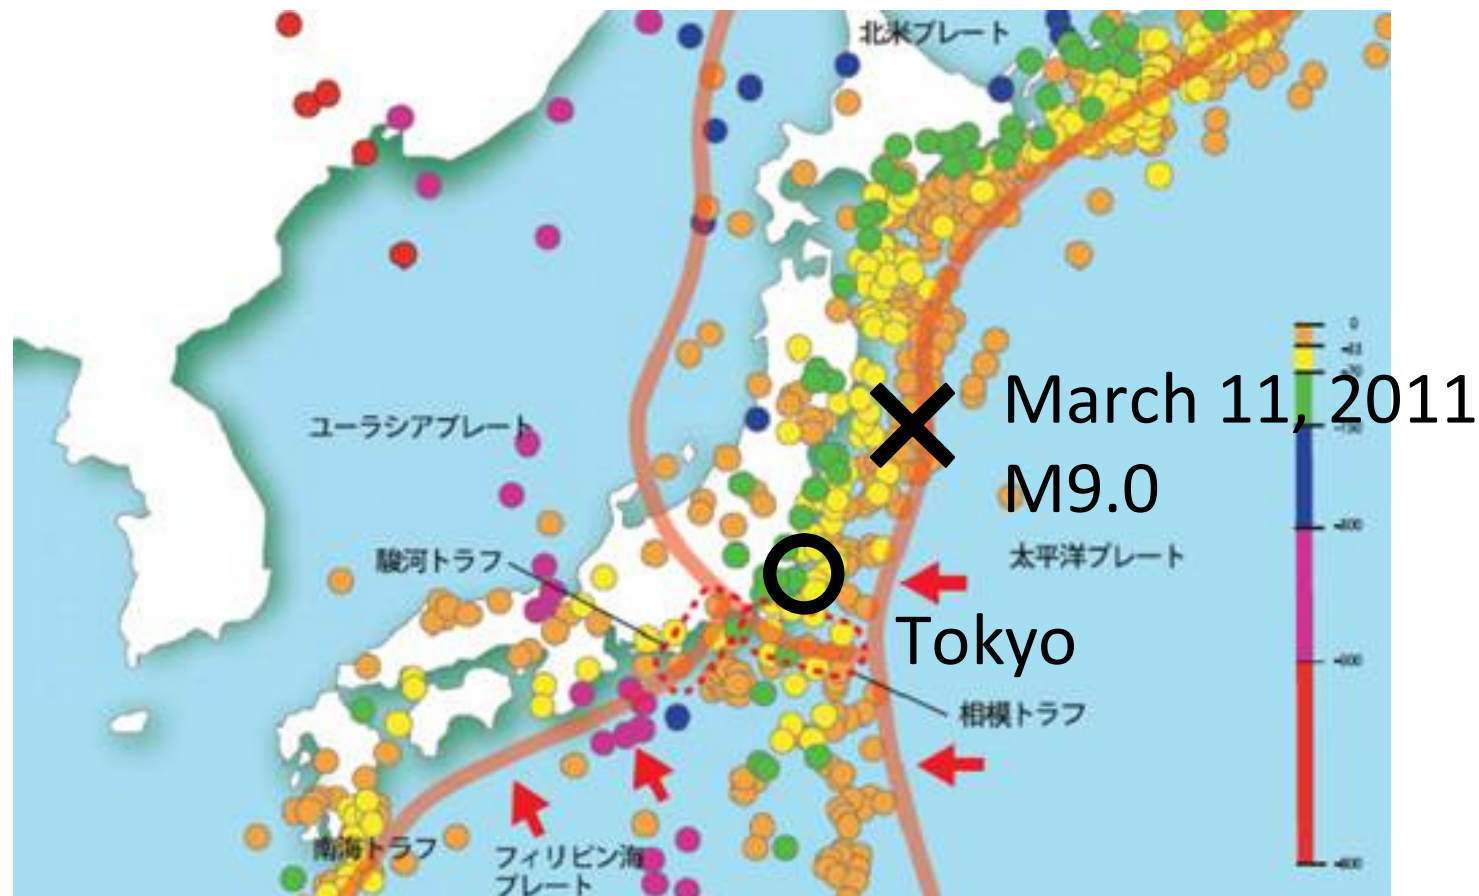 北米プレート
0
March 11, 2011
ユーラシアプレート
M9.0
駿河トラフ
太平洋プレート
Tokyo
相模トラフ
南海トラフ
フィリピン海
プレート